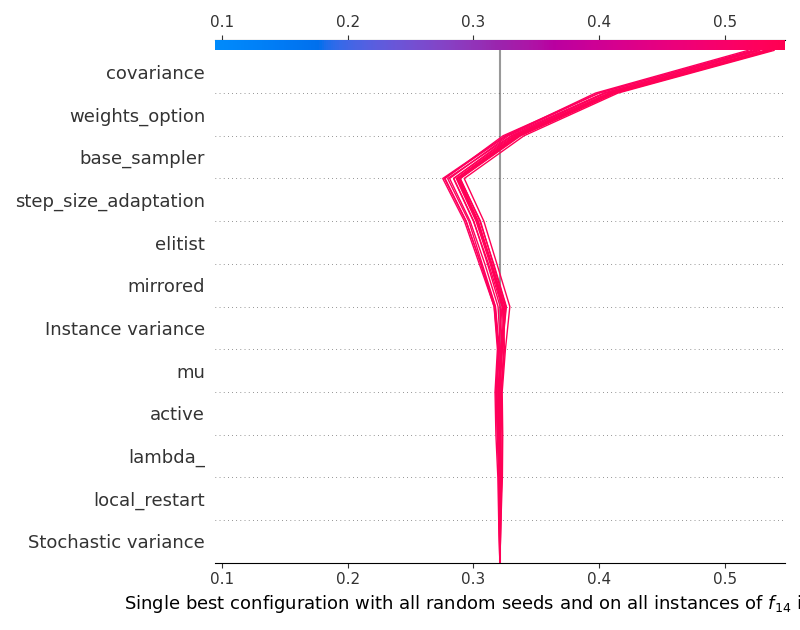 0.1 0.2 0.3 0.4 0.5
covariance
weights_option
base_sampler
step_size_adaptation
elitist
mirrored
Instance variance
mu
active
lambda_
local_restart
Stochastic variance
0.1 0.2 0.3 0.4 0.5
Single best configuration with all random seeds and on all instances of f₁₄ i